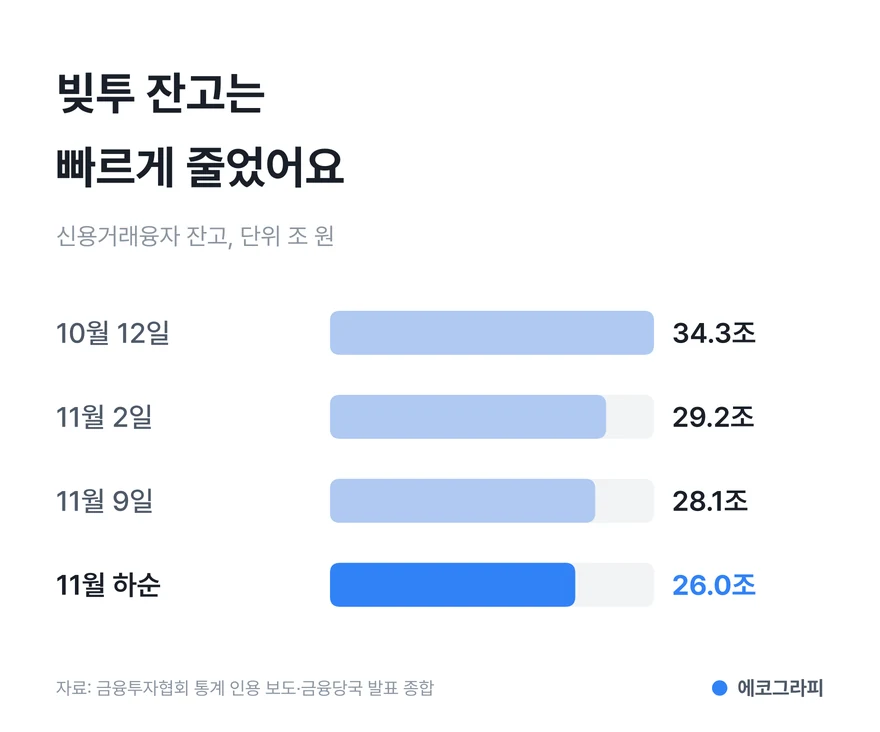 빚투 잔고는
빠르게 줄었어요
신용거래융자 잔고, 단위 조 원
10월 12일 34.3조
11월 2일 29.2조
11월 9일 28.1조
11월 하순 26.0조
자료: 금융투자협회 통계 인용 보도·금융당국 발표 종합
에코그라피